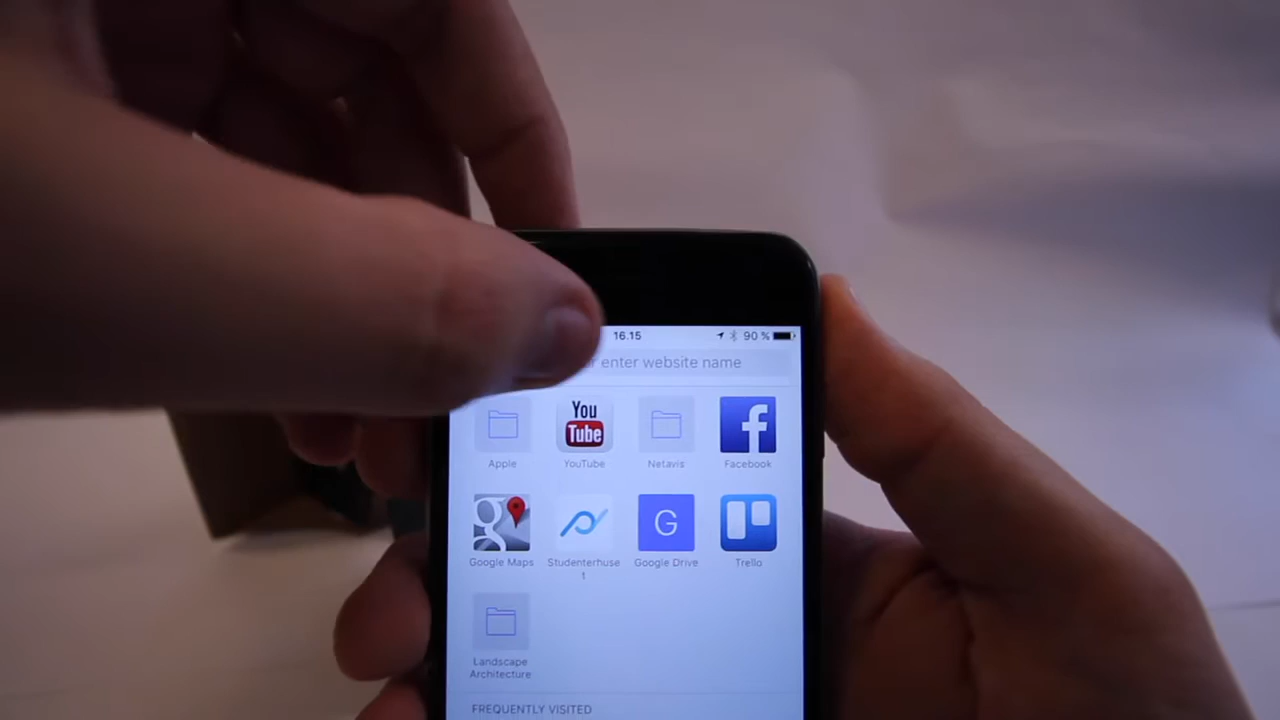 16.15 90 %
enter website name
You
Tube
f
Apple YouTube Netavis Facebook
g G
Google Maps Studenterhuse
t Google Drive Trello
Landscape
Architecture
FREQUENTLY VISITED